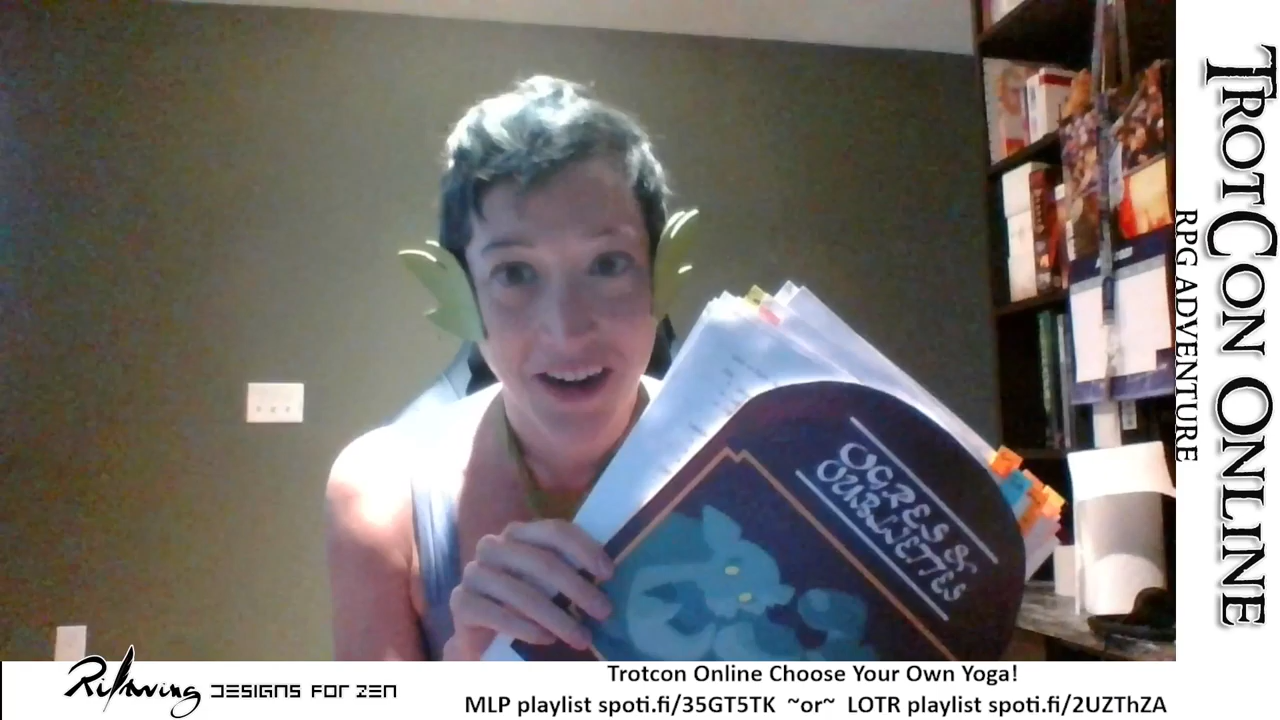 OGRES &
OUBLIETTES
TROTCON ONLINE
RPG ADVENTURE
DESIGNS FOR ZEN
Trotcon Online Choose Your Own Yoga!
MLP playlist spoti.fi/35GT5TK ~or~ LOTR playlist spoti.fi/2UZThZA